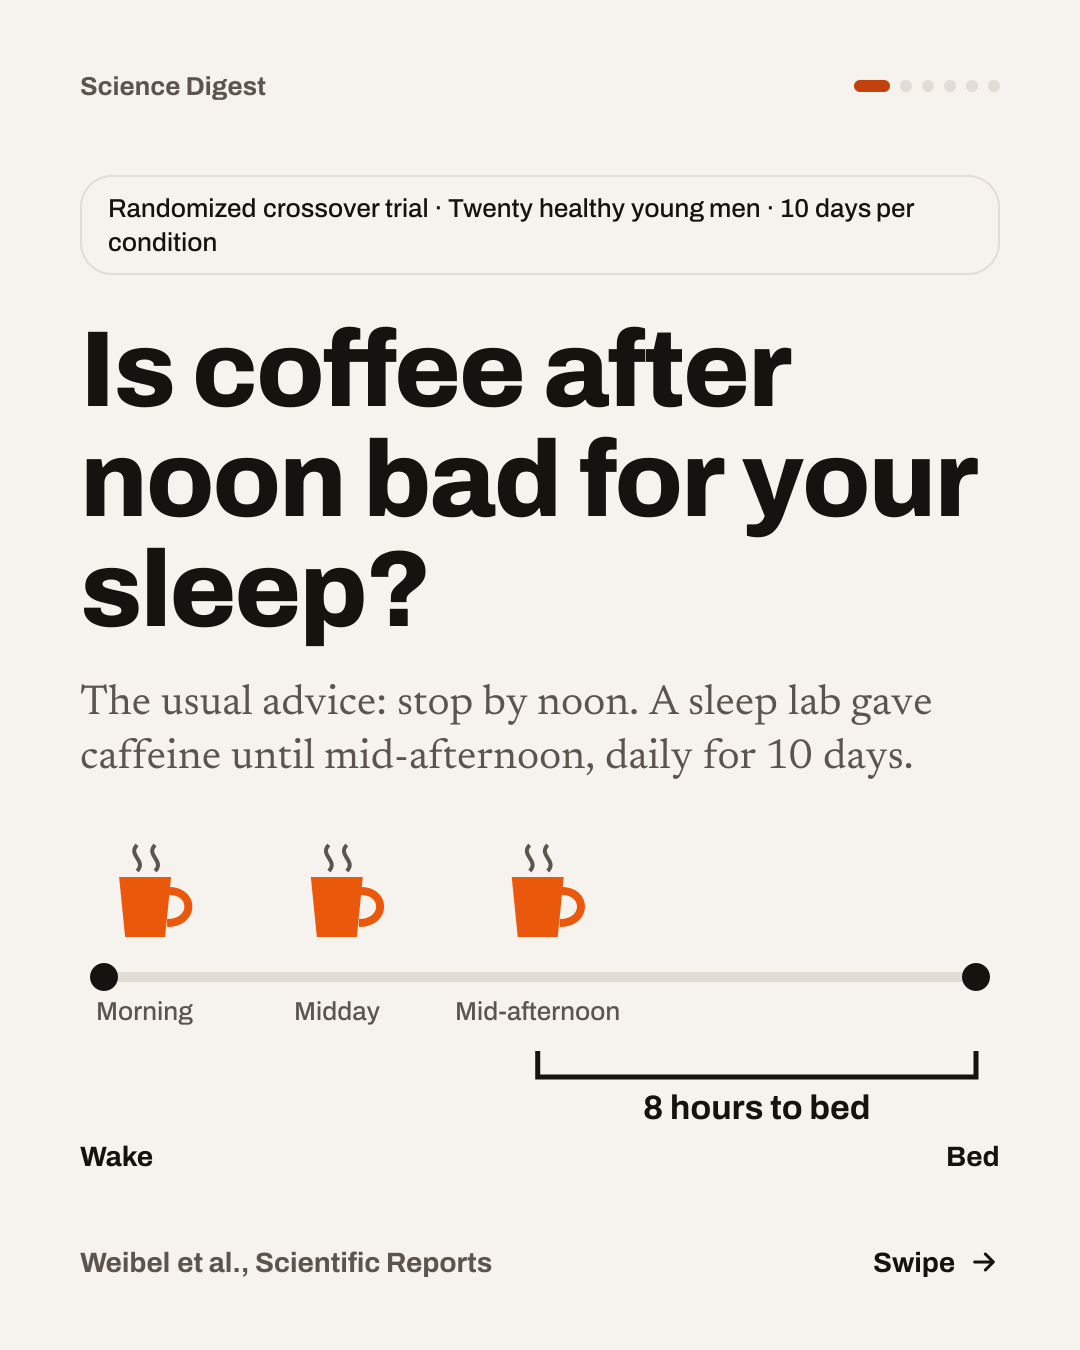 Science Digest
Randomized crossover trial · Twenty healthy young men · 10 days per
condition
Is coffee after
noon bad for your
sleep?
The usual advice: stop by noon. A sleep lab gave
caffeine until mid-afternoon, daily for 10 days.
Morning
Midday
Mid-afternoon
8 hours to bed
Wake
Bed
Weibel et al., Scientific Reports
Swipe →